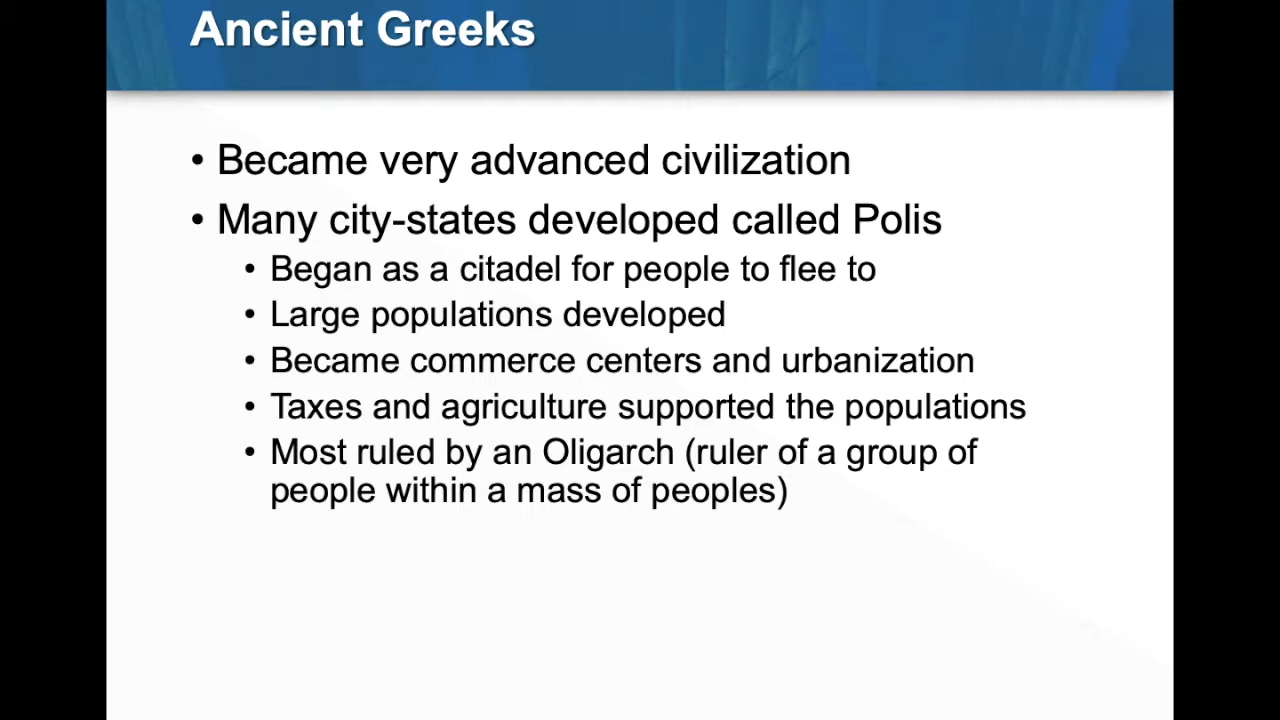 Ancient Greeks
• Became very advanced civilization
• Many city-states developed called Polis
• Began as a citadel for people to flee to
• Large populations developed
• Became commerce centers and urbanization
• Taxes and agriculture supported the populations
• Most ruled by an Oligarch (ruler of a group of
people within a mass of peoples)